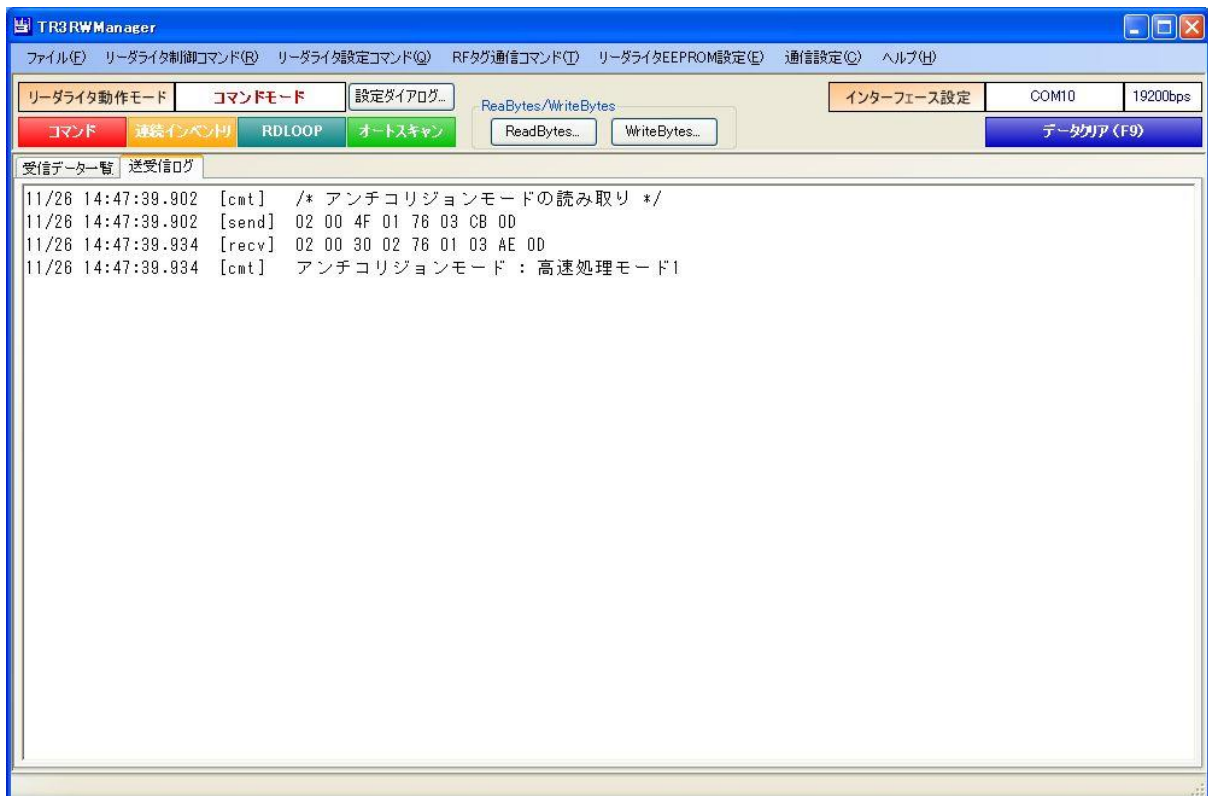 TR3RWManager
ファイル(F) リーダライタ制御コマンド(R) リーダライタ設定コマンド(Q) RFタグ通信コマンド(T) リーダライタEEPROM設定(E) 通信設定(C) ヘルプ(H)
リーダライタ動作モード コマンドモード 設定ダイアログ... ReaBytes/WriteBytes インターフェース設定 COM10 19200bps
コマンド 連続インベントリ RDLOOP オートスキャン ReadBytes... WriteBytes... データクリア (F9)
受信データ一覧 送受信ログ
11/26 14:47:39.902 [cmt] /* アンチコリジョンモードの読み取り */
11/26 14:47:39.902 [send] 02 00 4F 01 76 03 CB 0D
11/26 14:47:39.934 [recv] 02 00 30 02 76 01 03 AE 0D
11/26 14:47:39.934 [cmt] アンチコリジョンモード : 高速処理モード1